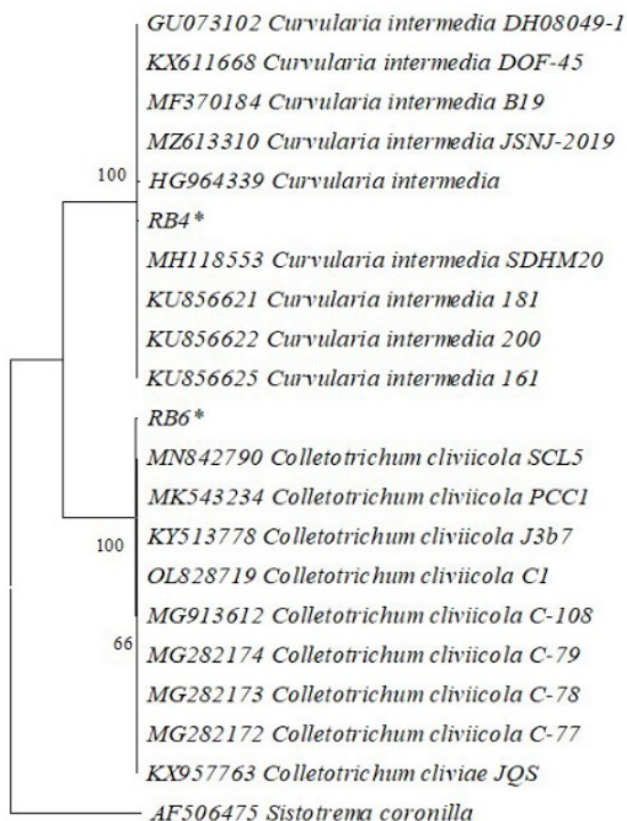 GU073102 Curvularia intermedia DH08049-1
KX611668 Curvularia intermedia DOF-45
MF370184 Curvularia intermedia B19
MZ613310 Curvularia intermedia JSNJ-2019
100
HG964339 Curvularia intermedia
RB4*
MH118553 Curvularia intermedia SDHM20
KU856621 Curvularia intermedia 181
KU856622 Curvularia intermedia 200
KU856625 Curvularia intermedia 161
RB6*
MN842790 Colletotrichum cliviicola SCL5
MK543234 Colletotrichum cliviicola PCC1
KY513778 Colletotrichum cliviicola J3b7
100
OL828719 Colletotrichum cliviicola C1
MG913612 Colletotrichum cliviicola C-108
66
MG282174 Colletotrichum cliviicola C-79
MG282173 Colletotrichum cliviicola C-78
MG282172 Colletotrichum cliviicola C-77
KX957763 Colletotrichum cliviae JQS
AF506475 Sistotrema coronilla